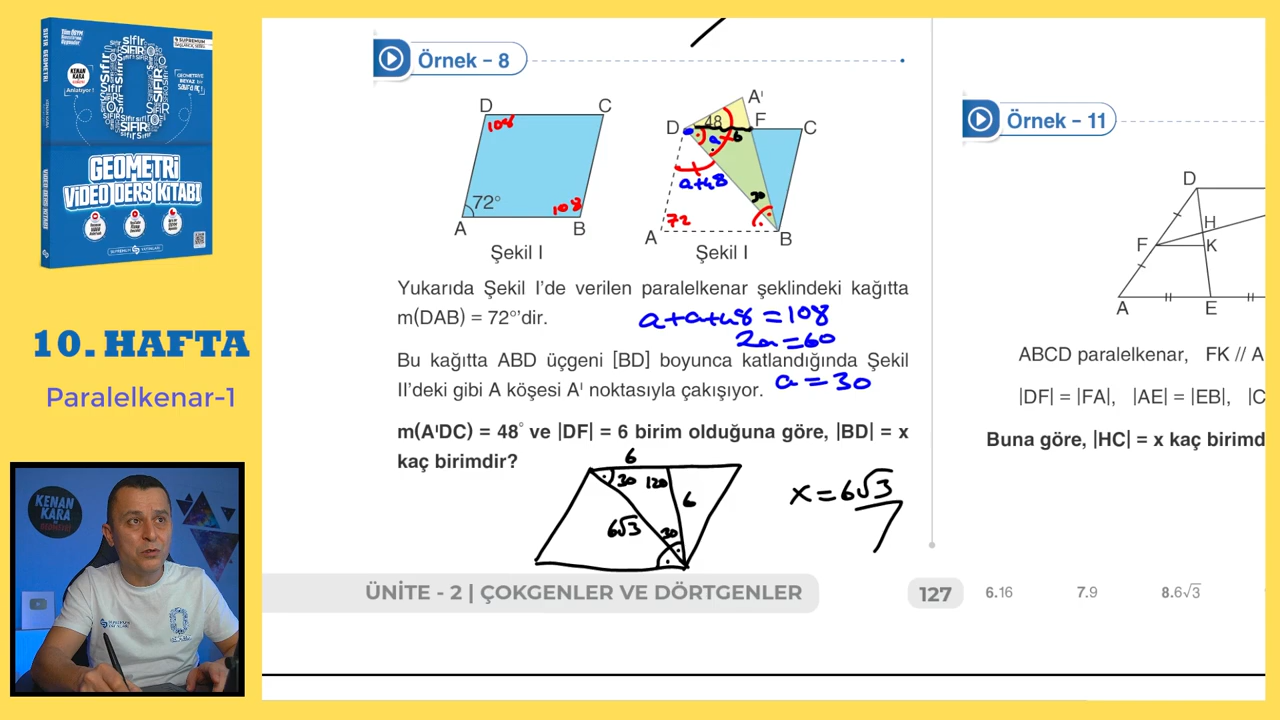 SIFIR GEOMETRİ
KENAN KARA
Anlatıyor!
GEOMETRİ
VİDEO DERS KİTABI
10. HAFTA
Paralelkenar-1
KENAN KARA
Örnek – 8
D C
108
72°
108
A B
Şekil I
A'
D 48 F C
a 6
a+48
30
72
A B
Şekil I
Yukarıda Şekil I'de verilen paralelkenar şeklindeki kağıtta
m(DAB) = 72°'dir.
a+a+48=108
2a=60
Bu kağıtta ABD üçgeni [BD] boyunca katlandığında Şekil
II'deki gibi A köşesi A' noktasıyla çakışıyor.
a=30
m(A'DC) = 48° ve |DF| = 6 birim olduğuna göre, |BD| = x
kaç birimdir?
6
30 120
6
6√3
30
x=6√3
ÜNİTE - 2 | ÇOKGENLER VE DÖRTGENLER
127
6.16
7.9
8.6√3
Örnek – 11
D
H
F K
A E
ABCD paralelkenar, FK // A
|DF| = |FA|, |AE| = |EB|, |C
Buna göre, |HC| = x kaç birimd